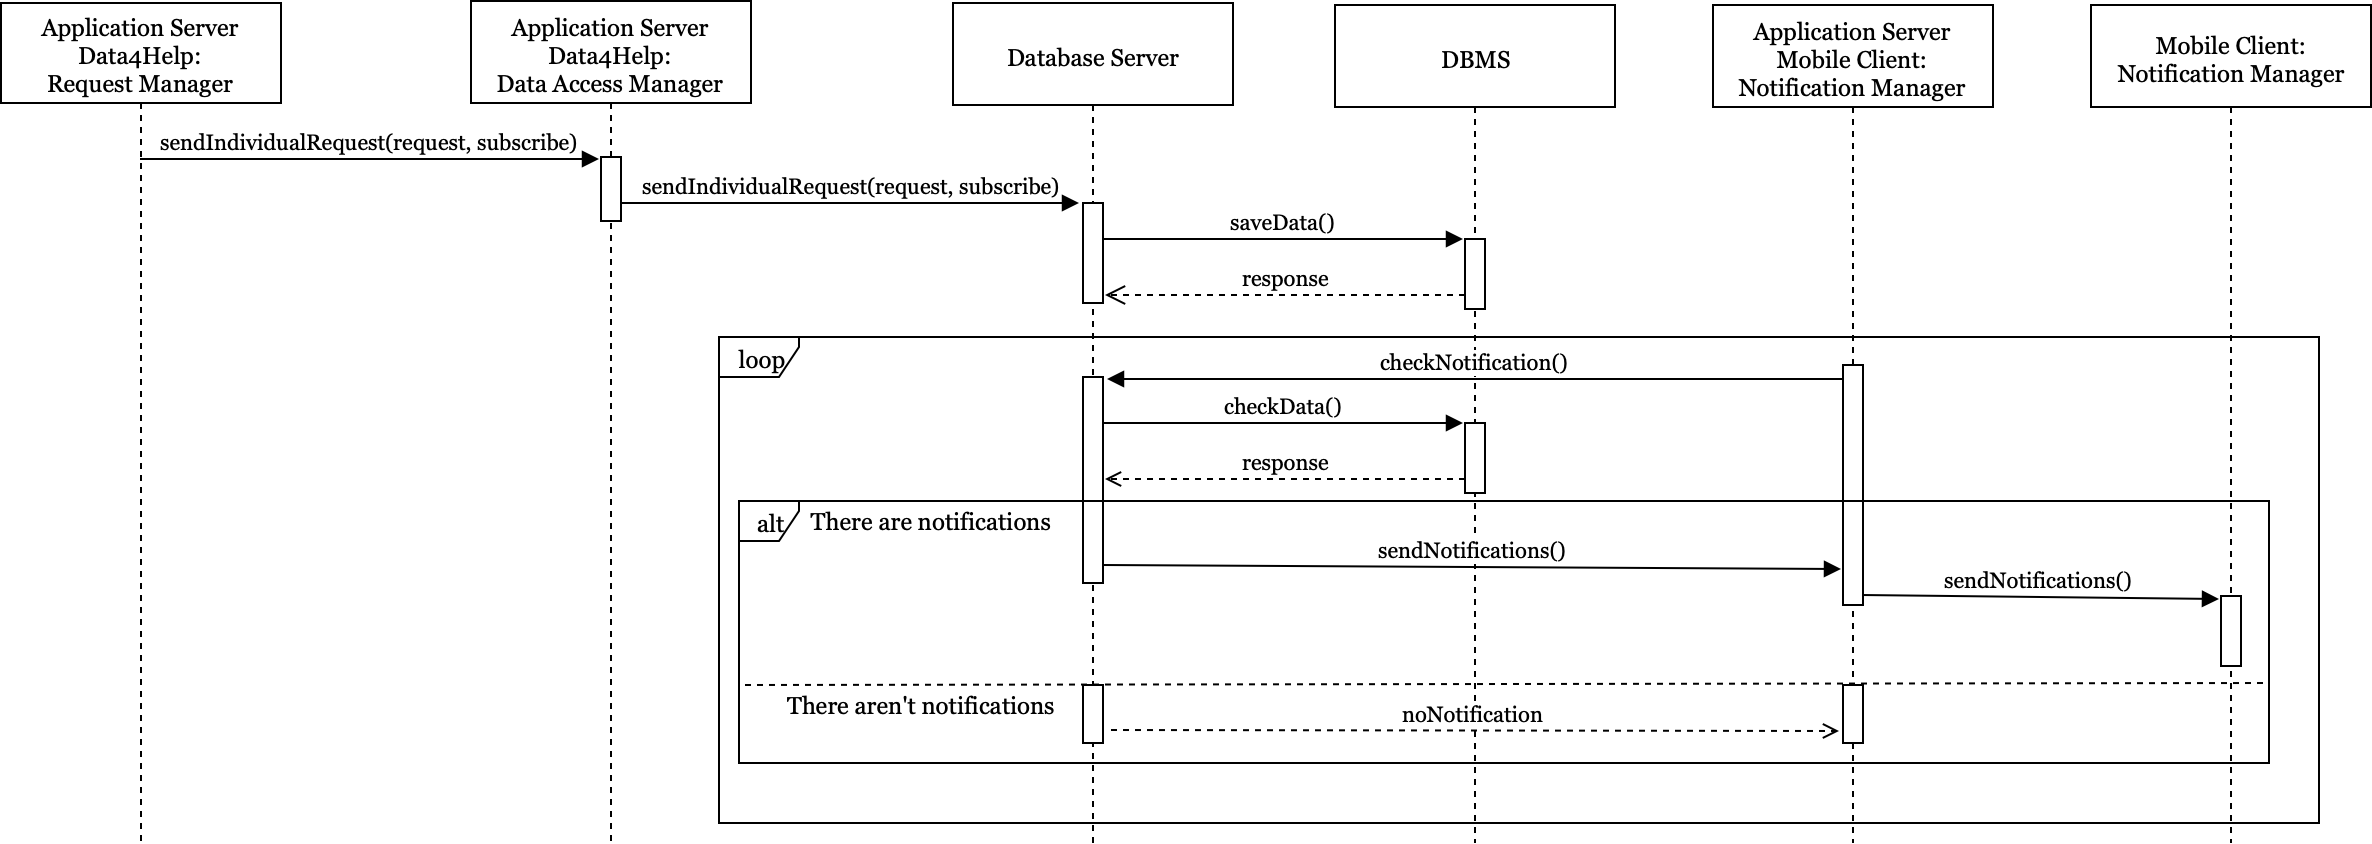 Application Server
Data4Help:
Request Manager
Application Server
Data4Help:
Data Access Manager
Database Server
DBMS
Application Server
Mobile Client:
Notification Manager
Mobile Client:
Notification Manager
sendIndividualRequest(request, subscribe)
sendIndividualRequest(request, subscribe)
saveData()
response
loop
checkNotification()
checkData()
response
alt
There are notifications
sendNotifications()
sendNotifications()
There aren't notifications
noNotification